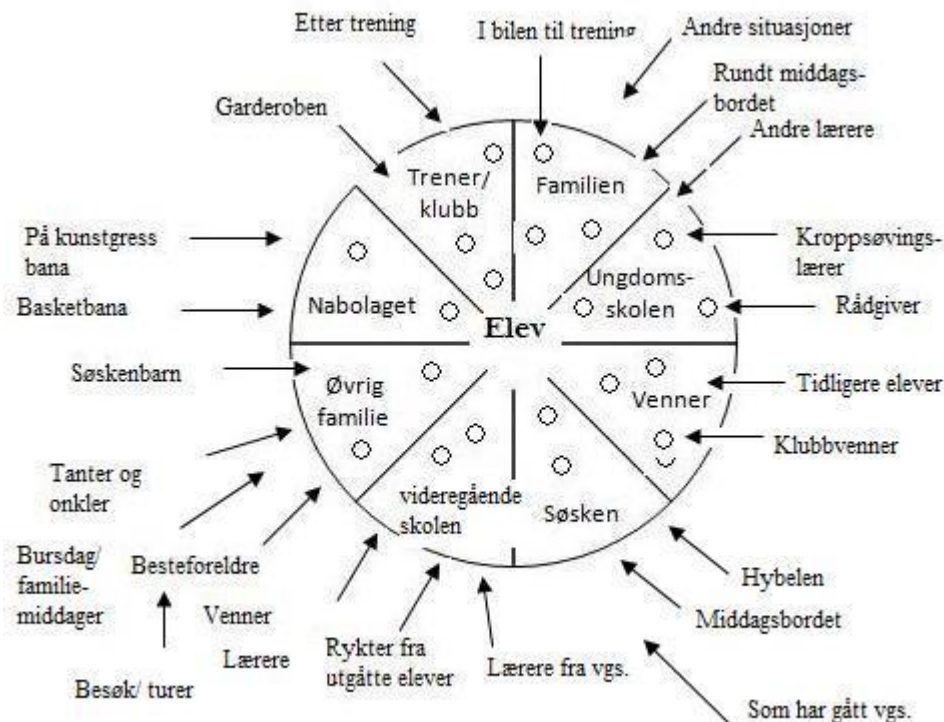 Etter trening
I bilen til trening
Andre situasjoner
Rundt middags-
bordet
Garderoben
Andre lærere
Trener/
klubb
Familien
På kunstgress
bana
Kroppsøvings-
lærer
Ungdoms-
skolen
Basketbana
Nabolaget
Rådgiver
Elev
Søskenbarn
Øvrig
familie
Venner
Tidligere elever
Klubbvenner
Tanter og
onkler
videregående
skolen
Søsken
Bursdag/
familie-
middager
Besteforeldre
Hybelen
Venner
Middagsbordet
Lærere
Rykter fra
utgåtte elever
Lærere fra vgs.
Besøk/ turer
Som har gått vgs.